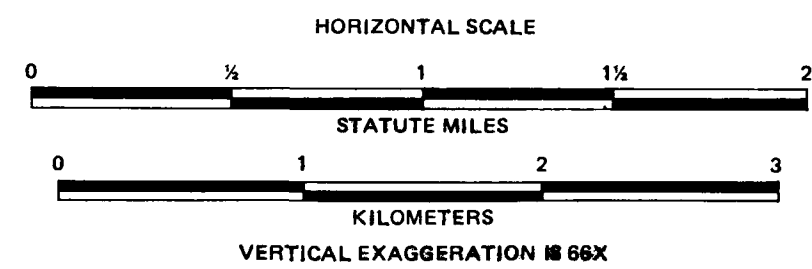 HORIZONTAL SCALE
0 ½ 1 1½ 2
STATUTE MILES
0 1 2 3
KILOMETERS
VERTICAL EXAGGERATION IS 66X